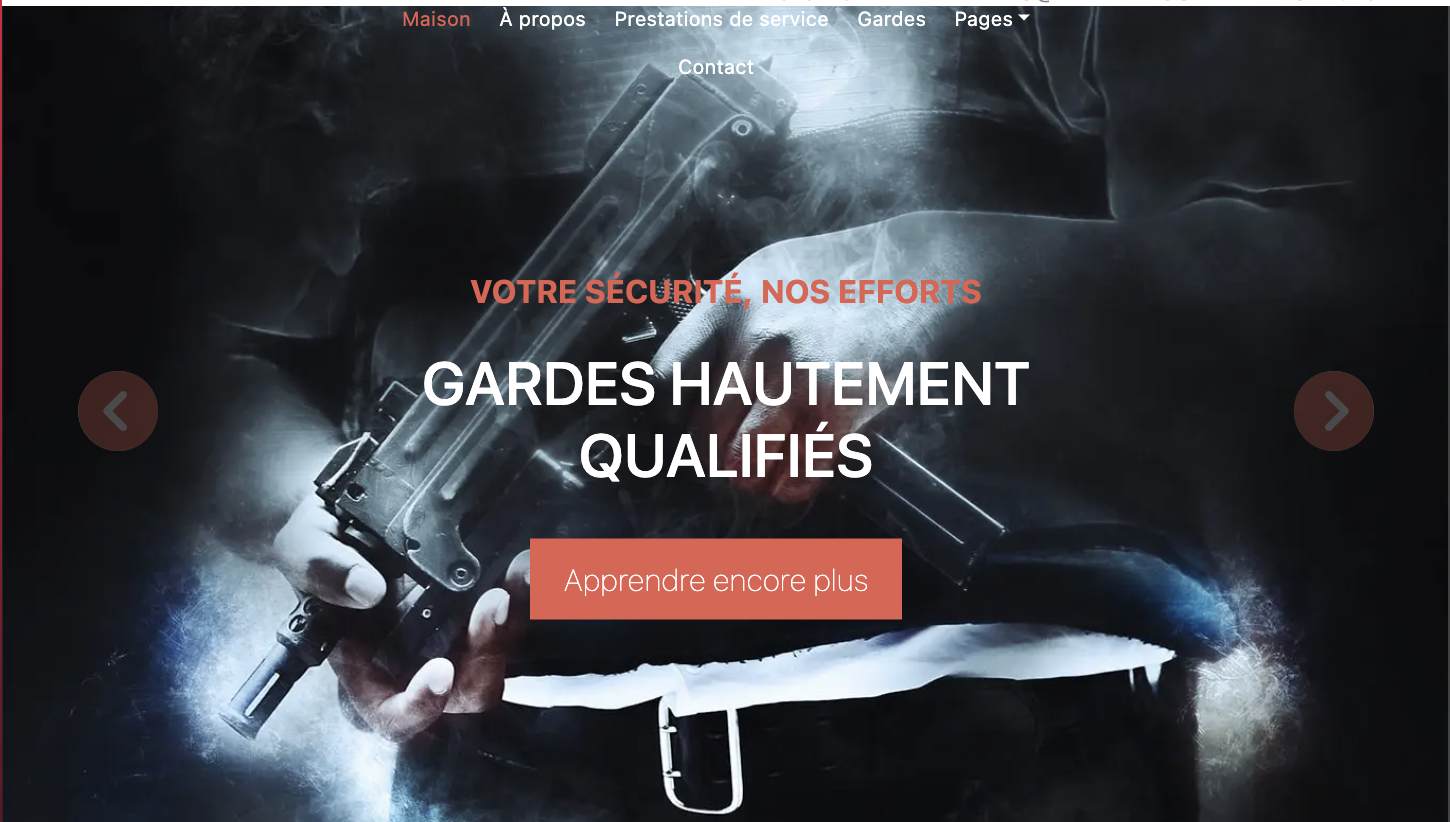 Maison À propos Prestations de service Gardes Pages
Contact
VOTRE SÉCURITÉ, NOS EFFORTS
GARDES HAUTEMENT
QUALIFIÉS
Apprendre encore plus